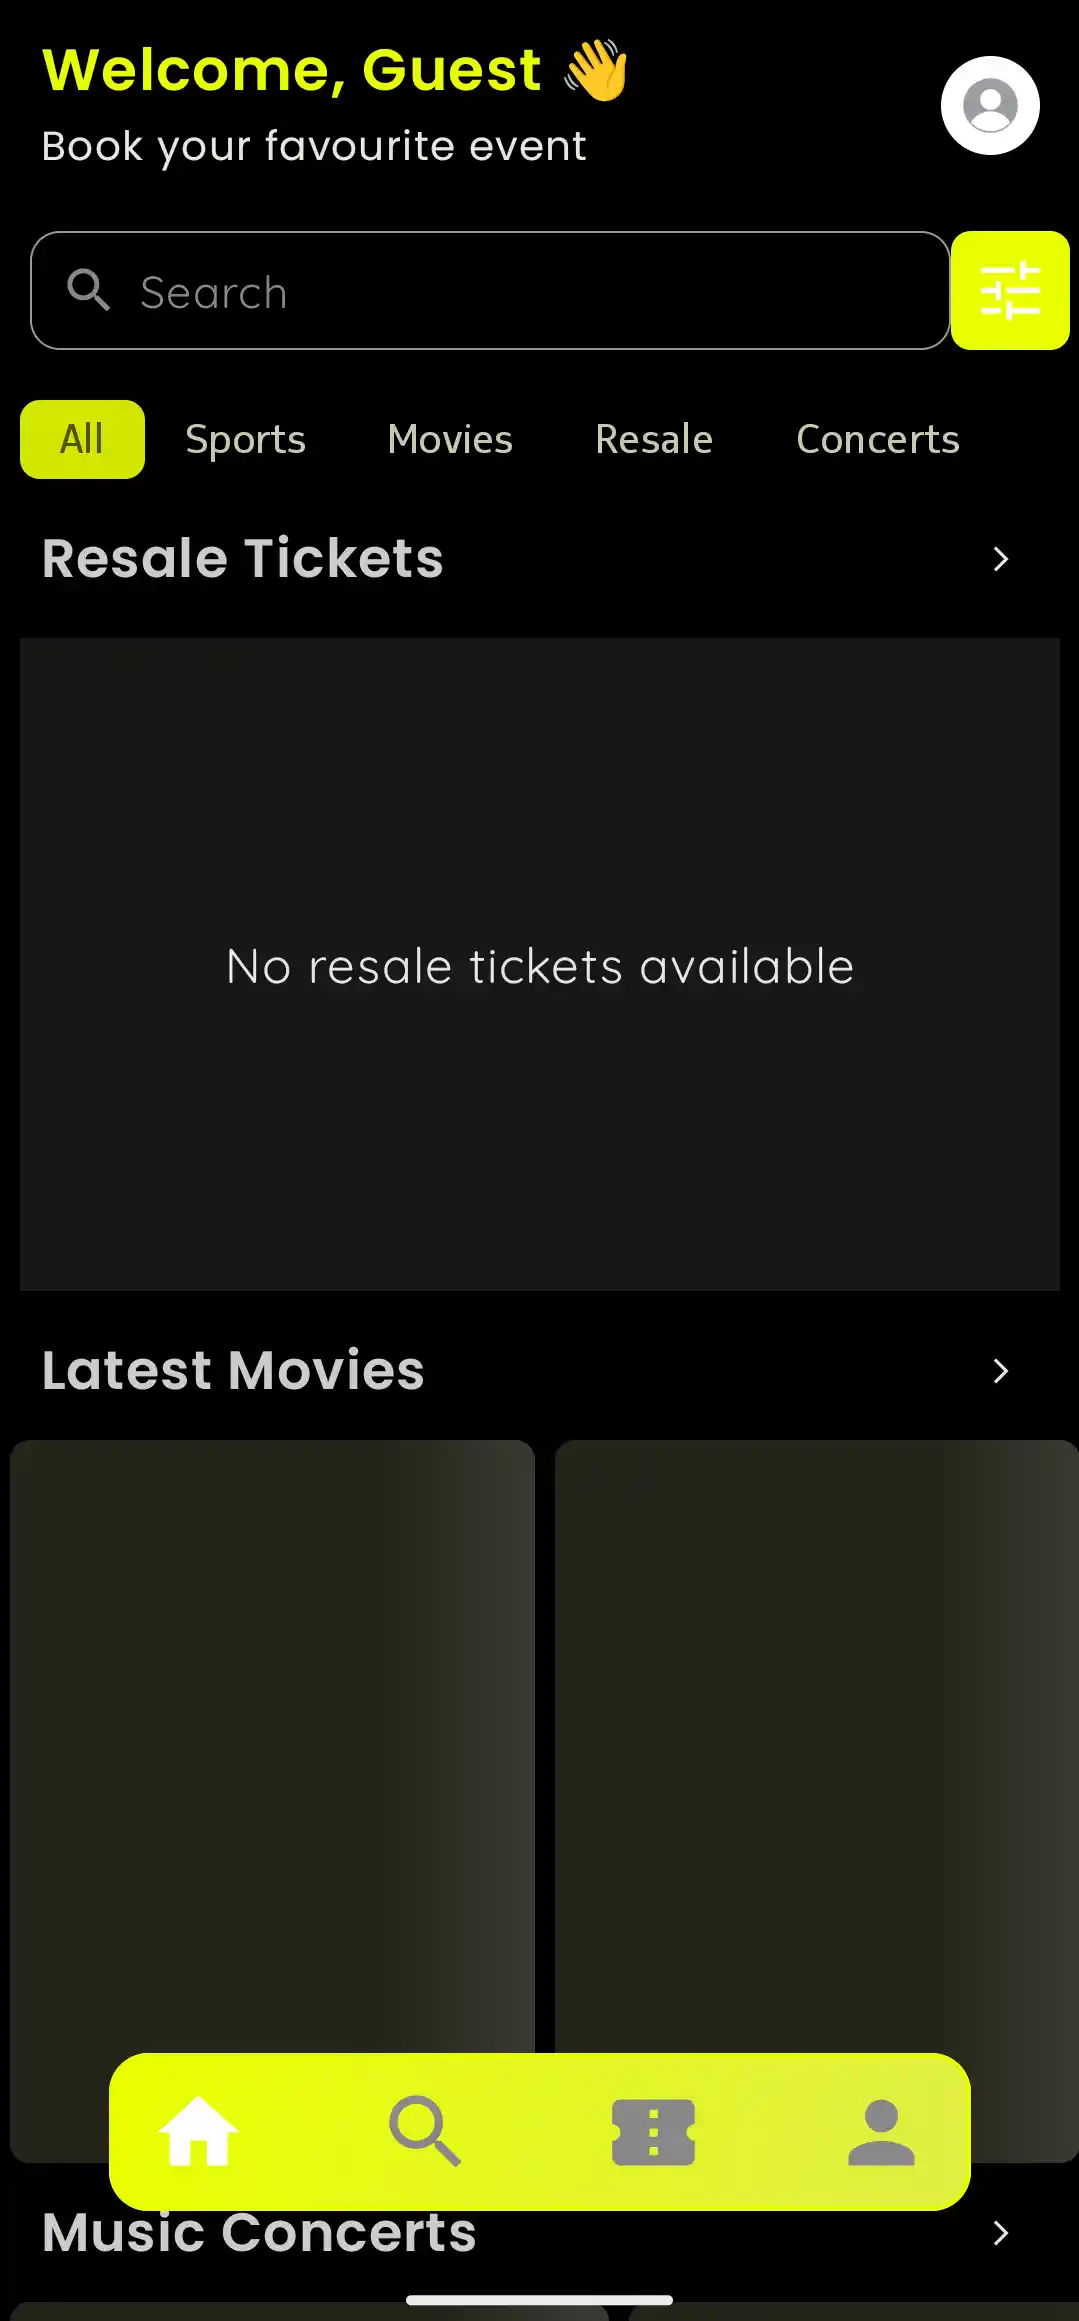 Welcome, Guest 👋
Book your favourite event
Search
All Sports Movies Resale Concerts
Resale Tickets
No resale tickets available
Latest Movies
Music Concerts